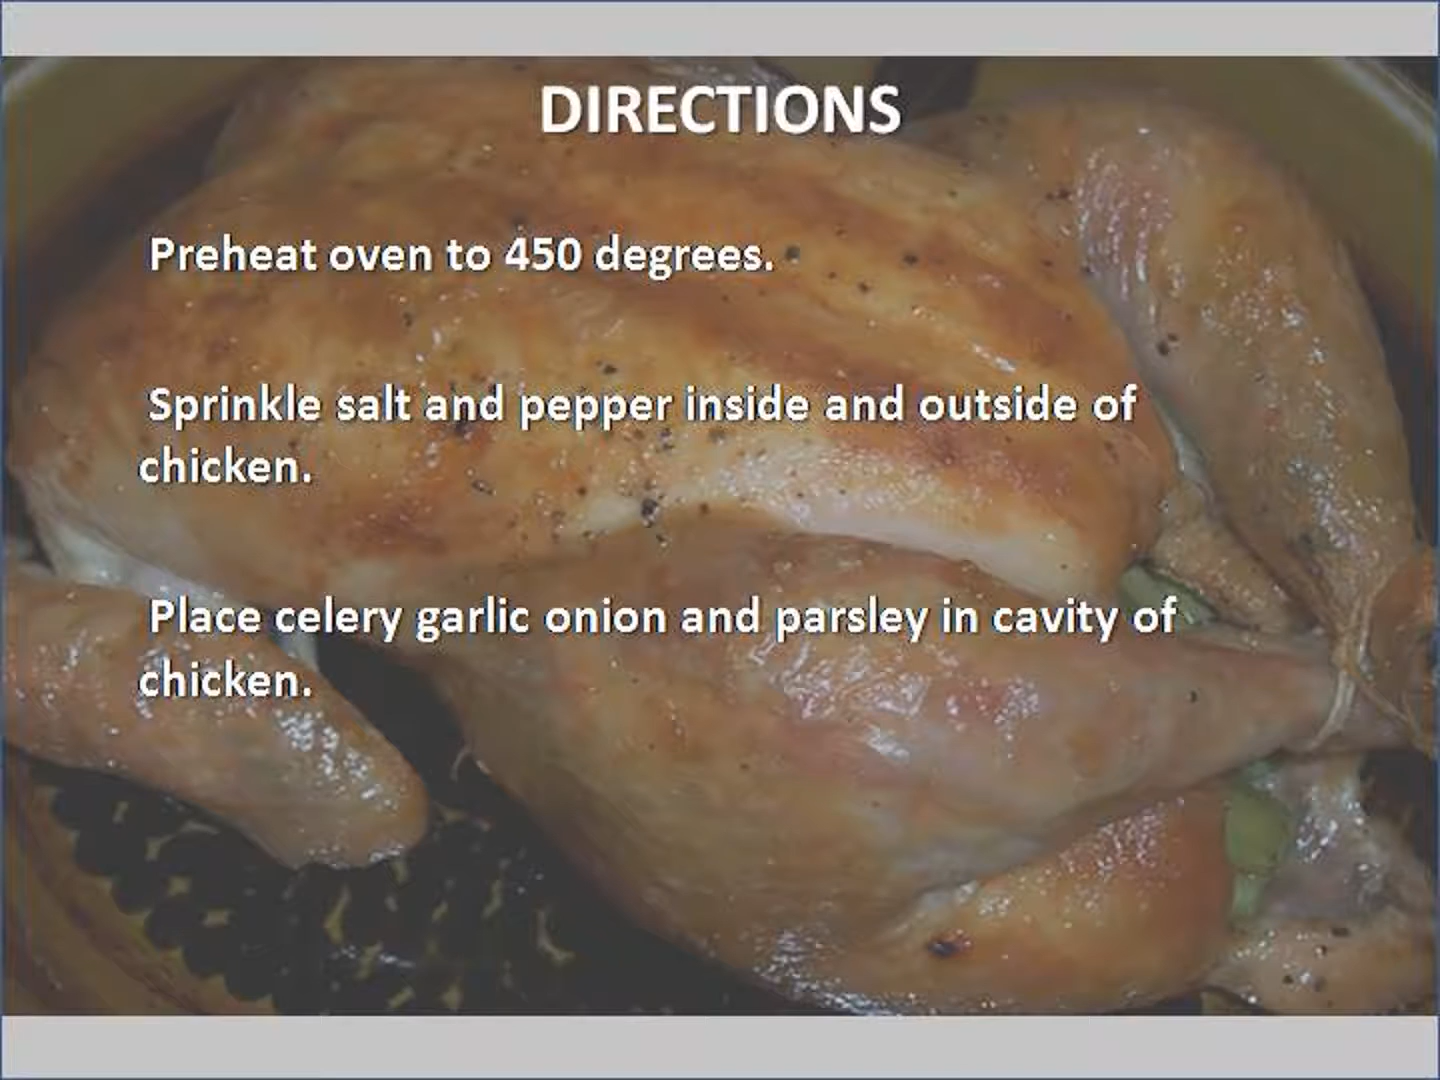 DIRECTIONS
Preheat oven to 450 degrees.
Sprinkle salt and pepper inside and outside of
chicken.
Place celery garlic onion and parsley in cavity of
chicken.